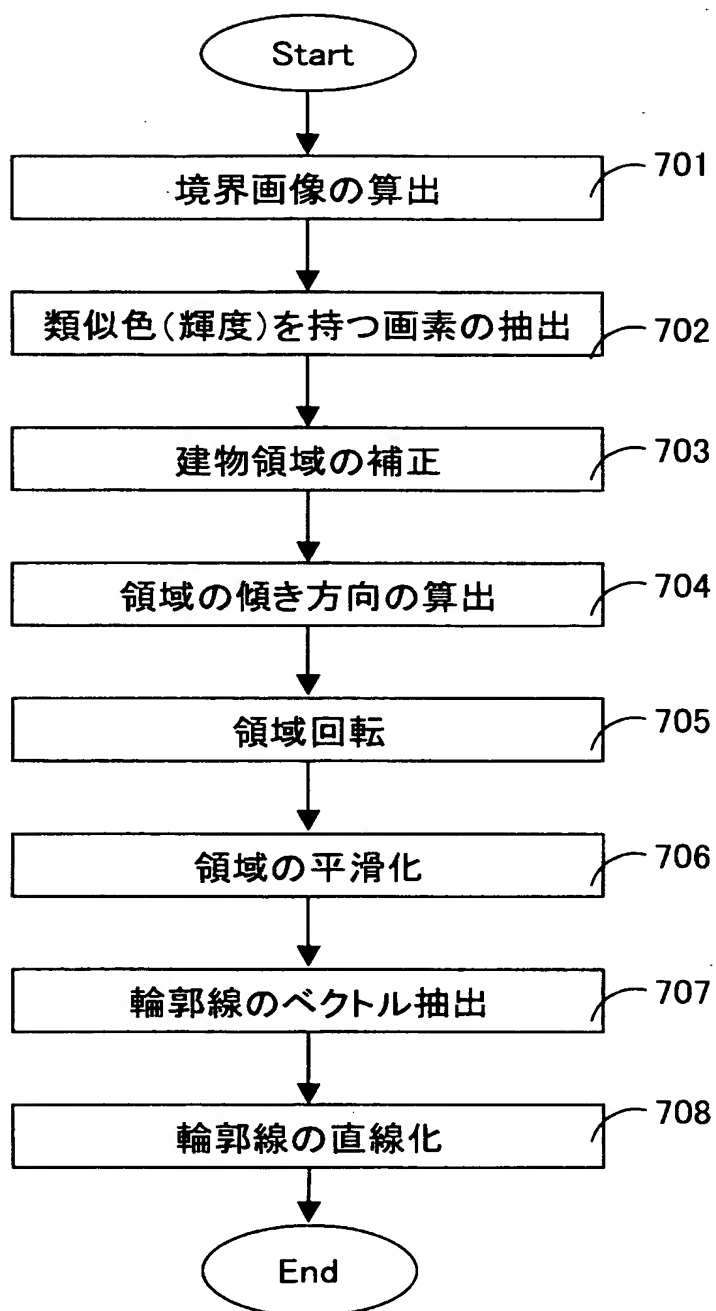 Start
境界画像の算出
701
類似色(輝度)を持つ画素の抽出
702
建物領域の補正
703
領域の傾き方向の算出
704
領域回転
705
領域の平滑化
706
輪郭線のベクトル抽出
707
輪郭線の直線化
708
End